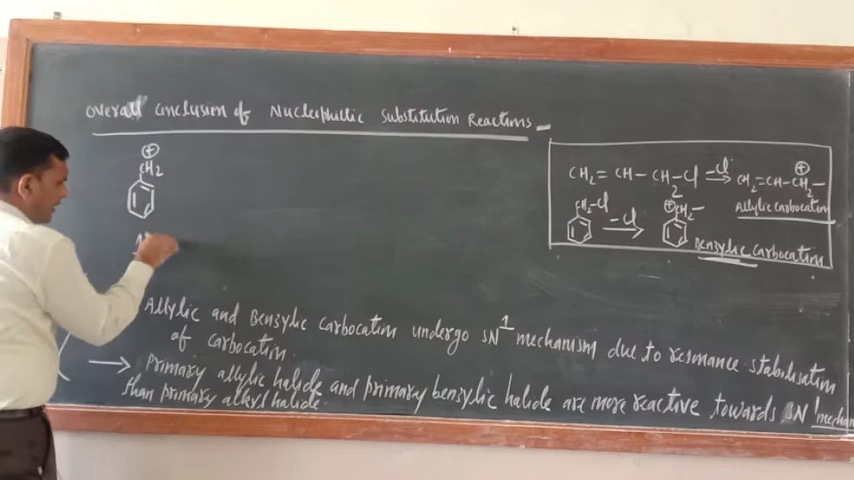 Overall conclusion of Nucleophilic Substitution Reactions
⊕
CH2
CH2=CH-CH2-Cl -Cl → CH2=CH-CH2-
⊕
Allylic carbocation
CH2-Cl -Cl → ⊕ CH2-
Benzylic carbocation
Allylic and Benzylic carbocation undergo SN1 mechanism due to resonance stabilisation
of carbocation.
→ Primary allylic halide and primary benzylic halide are more reactive towards SN1 mechan
than primary alkyl halide.